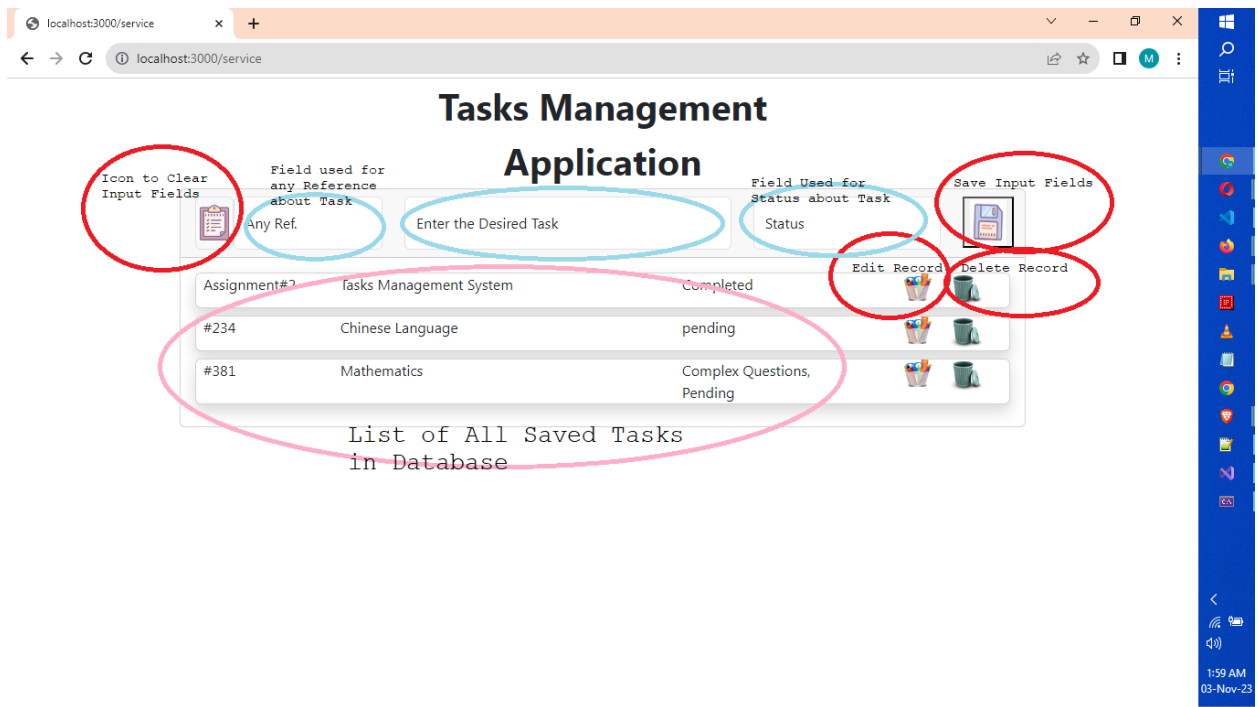 localhost:3000/service
localhost:3000/service
M
Tasks Management
Application
Icon to Clear
Input Fields
Field used for
any Reference
about Task
Field Used for
Status about Task
Save Input Fields
Any Ref.
Enter the Desired Task
Status
Edit Record
Delete Record
Assignment#2 Tasks Management System Completed
#234 Chinese Language pending
#381 Mathematics Complex Questions,
Pending
List of All Saved Tasks
in Database
1:59 AM
03-Nov-23